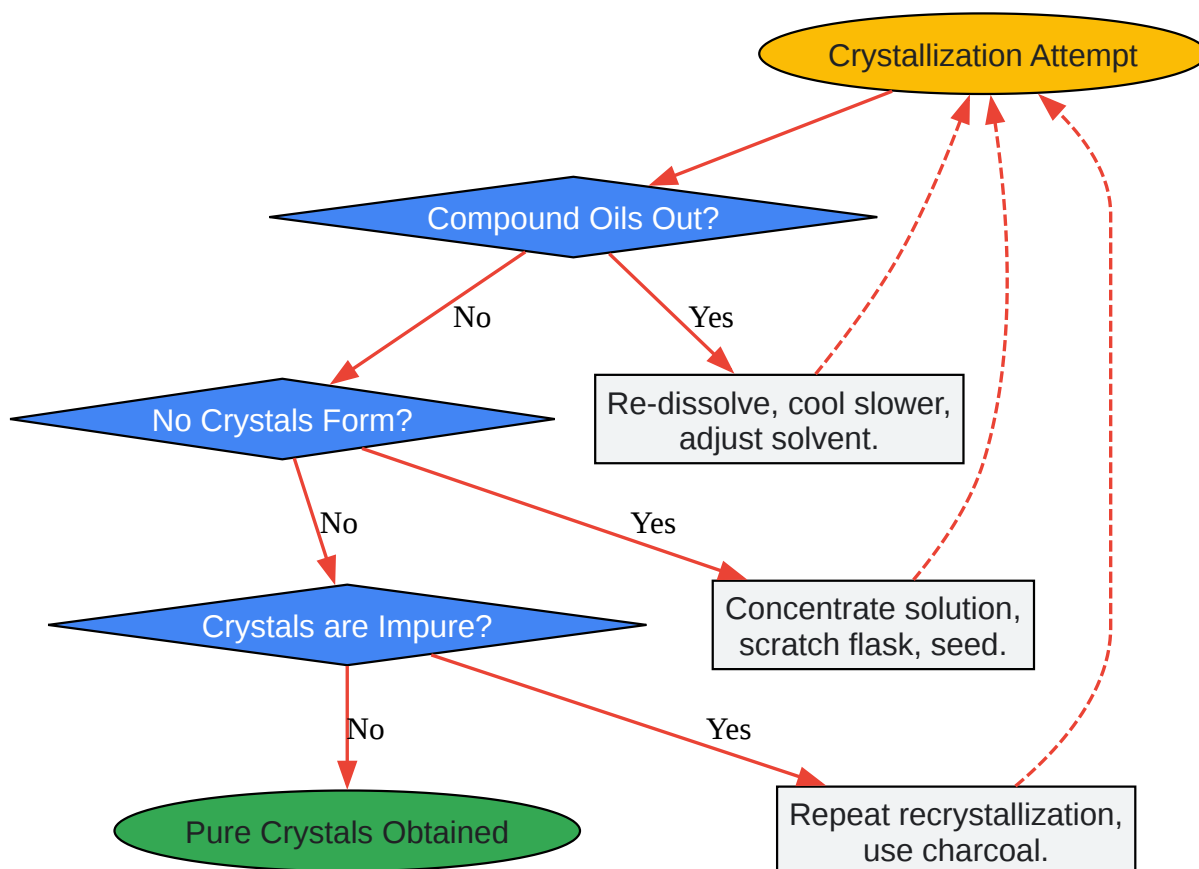 Crystallization Attempt
Compound Oils Out?
No
Yes
Re-dissolve, cool slower,
adjust solvent.
No Crystals Form?
No
Yes
Concentrate solution,
scratch flask, seed.
Crystals are Impure?
No
Yes
Repeat recrystallization,
use charcoal.
Pure Crystals Obtained